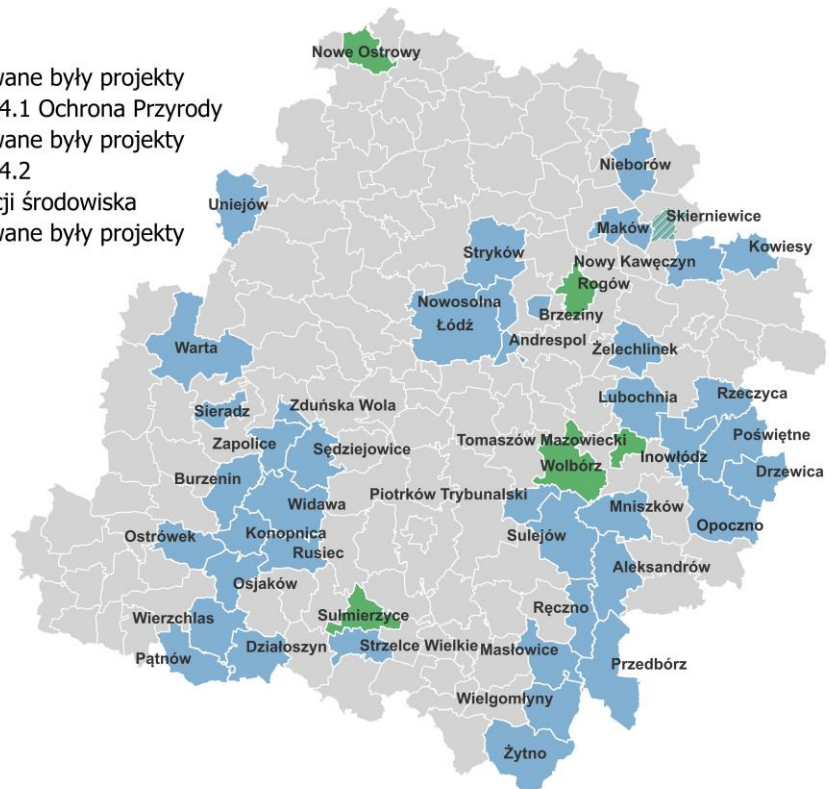 wane były projekty
4.1 Ochrona Przyrody
wane były projekty
4.2
cji środowiska
wane były projekty
Nowe Ostrowy
Nieborów
Uniejów
Maków
Skierniewice
Stryków
Nowy Kawęczyn
Kowiesy
Rogów
Nowosolna
Łódź
Brzeziny
Andrespol
Żelechlinek
Warta
Sieradz
Zduńska Wola
Lubochnia
Rzeczyca
Zapolice
Sędziejowice
Tomaszów Mazowiecki
Wolbórz
Inowłódz
Poświętne
Drzewica
Burzenin
Widawa
Piotrków Trybunalski
Mniszków
Opoczno
Ostrówek
Konopnica
Rusiec
Sulejów
Osjaków
Aleksandrów
Sulmierzyce
Ręczno
Wierzchlas
Pątnów
Działoszyn
Strzelce Wielkie
Masłowice
Przedbórz
Wielgomłyny
Żytno